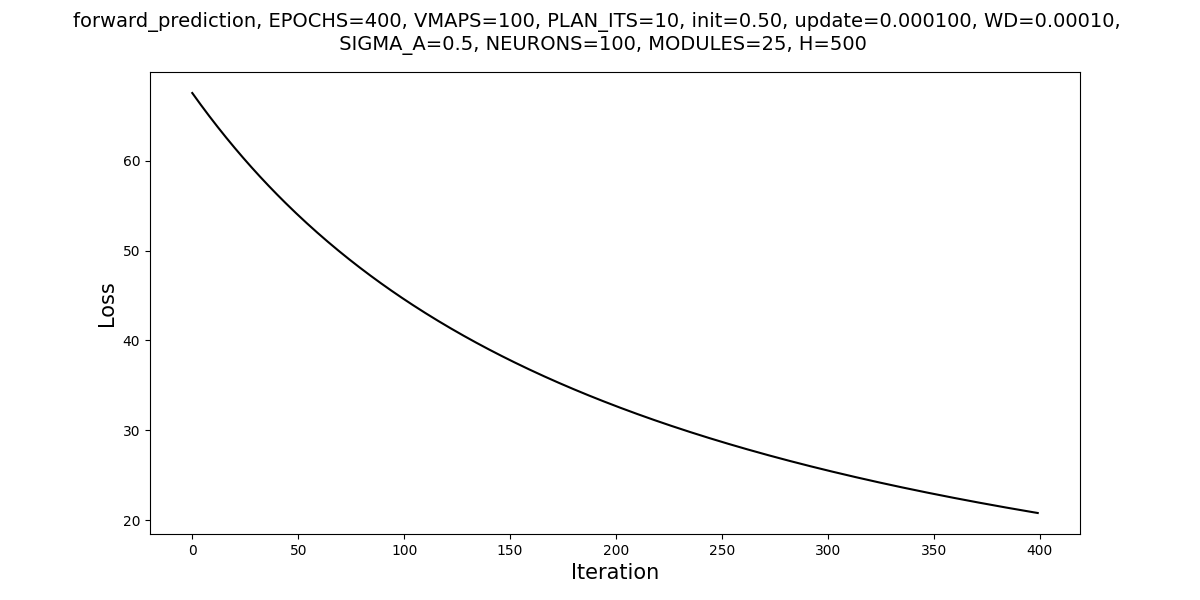 forward_prediction, EPOCHS=400, VMAPS=100, PLAN_ITS=10, init=0.50, update=0.000100, WD=0.00010,
SIGMA_A=0.5, NEURONS=100, MODULES=25, H=500
60
50
40
30
20
Loss
0 50 100 150 200 250 300 350 400
Iteration